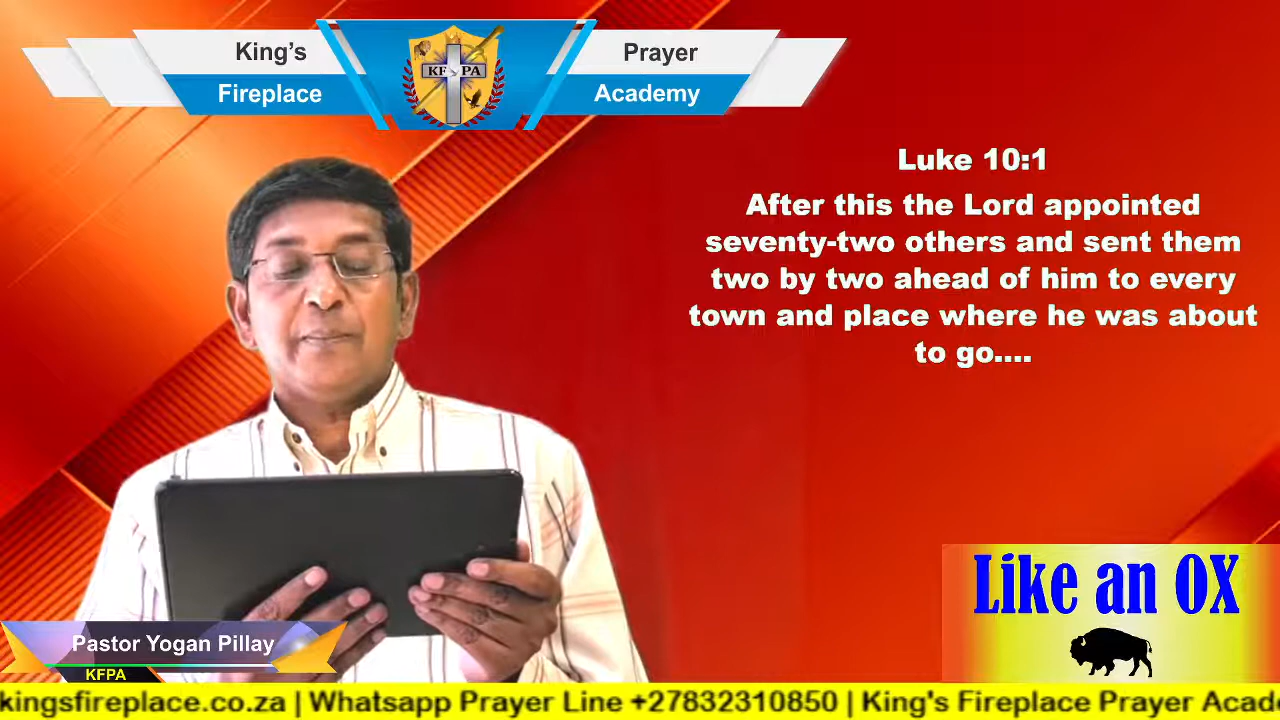 King's
Prayer
Fireplace
Academy
KF PA
Luke 10:1
After this the Lord appointed
seventy-two others and sent them
two by two ahead of him to every
town and place where he was about
to go....
Like an OX
Pastor Yogan Pillay
KFPA
kingsfireplace.co.za | Whatsapp Prayer Line +27832310850 | King's Fireplace Prayer Acad